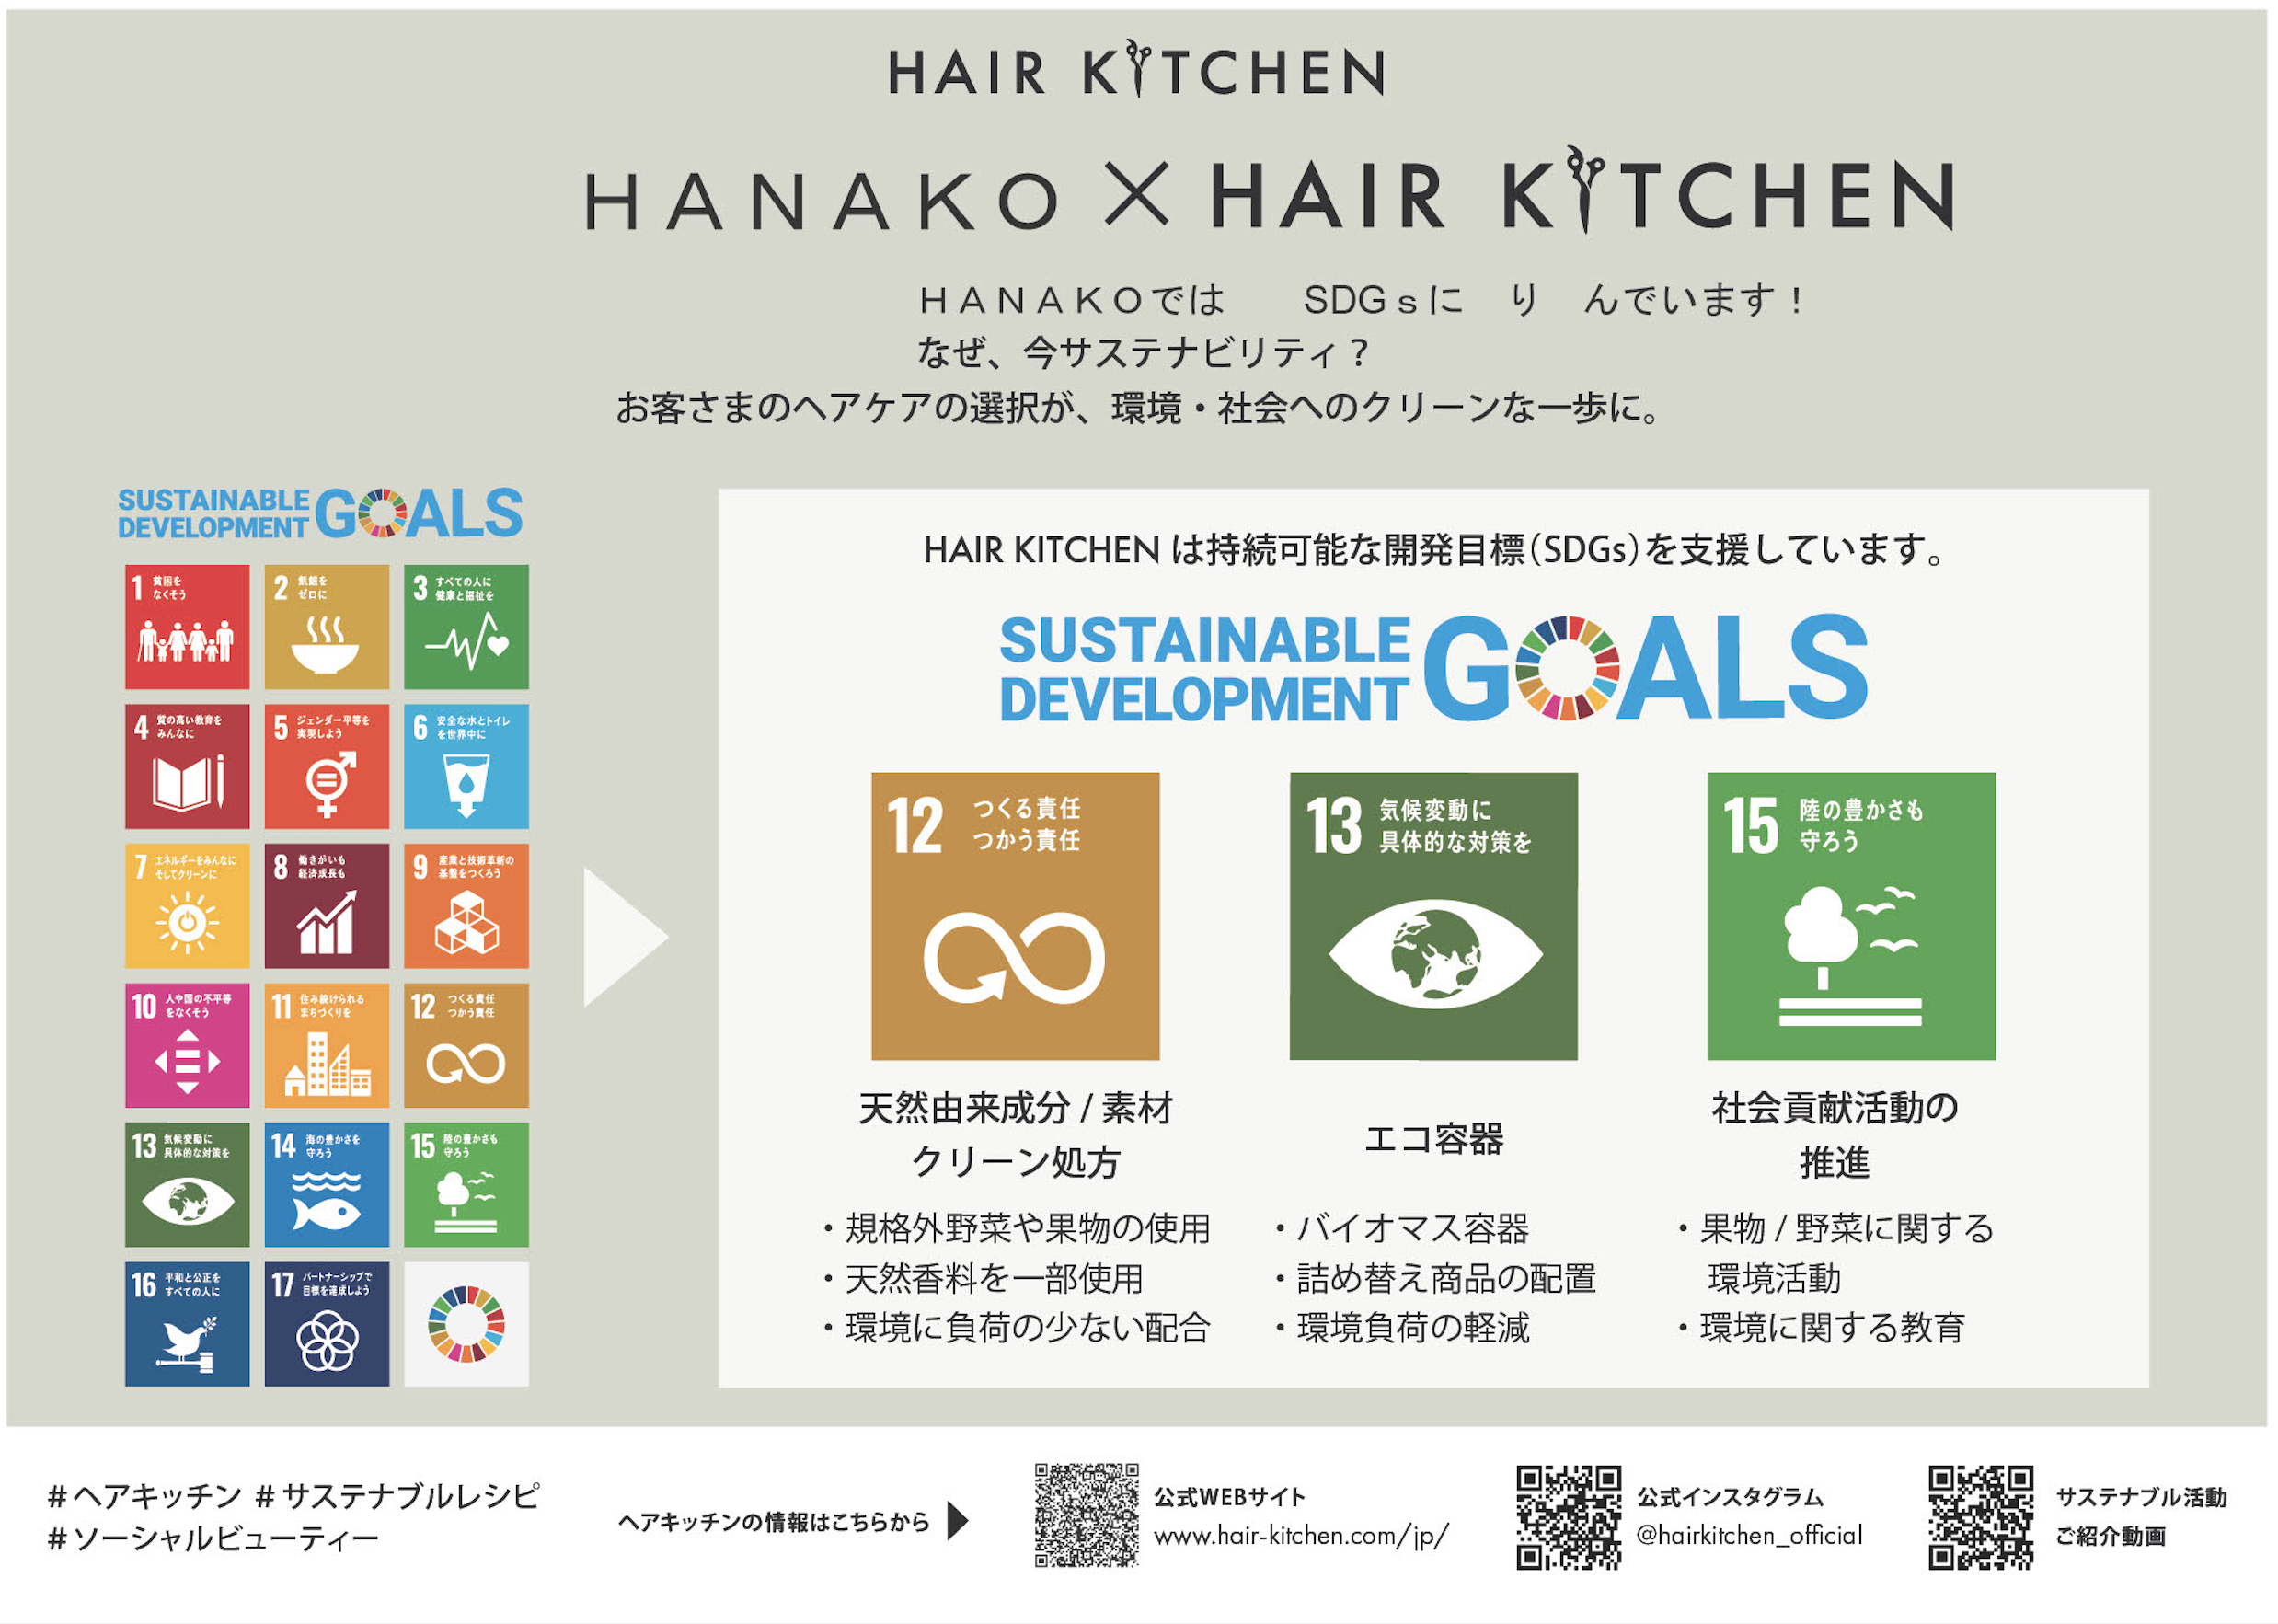 HAIR KITCHEN
HANAKO×HAIR KITCHEN
ＨＡＮＡＫＯでは　　SDGｓに　り　んでいます！
なぜ、今サステナビリティ？
お客さまのヘアケアの選択が、環境・社会へのクリーンな一歩に。
SUSTAINABLE
DEVELOPMENT GOALS
1 貧困を
なくそう
2 飢餓を
ゼロに
3 すべての人に
健康と福祉を
4 質の高い教育を
みんなに
5 ジェンダー平等を
実現しよう
6 安全な水とトイレ
を世界中に
7 エネルギーをみんなに
そしてクリーンに
8 働きがいも
経済成長も
9 産業と技術革新の
基盤をつくろう
10 人や国の不平等
をなくそう
11 住み続けられる
まちづくりを
12 つくる責任
つかう責任
13 気候変動に
具体的な対策を
14 海の豊かさを
守ろう
15 陸の豊かさも
守ろう
16 平和と公正を
すべての人に
17 パートナーシップで
目標を達成しよう
HAIR KITCHEN は持続可能な開発目標（SDGs）を支援しています。
SUSTAINABLE
DEVELOPMENT GOALS
12 つくる責任
つかう責任
天然由来成分 / 素材
クリーン処方
・規格外野菜や果物の使用
・天然香料を一部使用
・環境に負荷の少ない配合
13 気候変動に
具体的な対策を
エコ容器
・バイオマス容器
・詰め替え商品の配置
・環境負荷の軽減
15 陸の豊かさも
守ろう
社会貢献活動の
推進
・果物 / 野菜に関する
環境活動
・環境に関する教育
#ヘアキッチン #サステナブルレシピ
#ソーシャルビューティー
ヘアキッチンの情報はこちらから
公式WEBサイト
www.hair-kitchen.com/jp/
公式インスタグラム
@hairkitchen_official
サステナブル活動
ご紹介動画